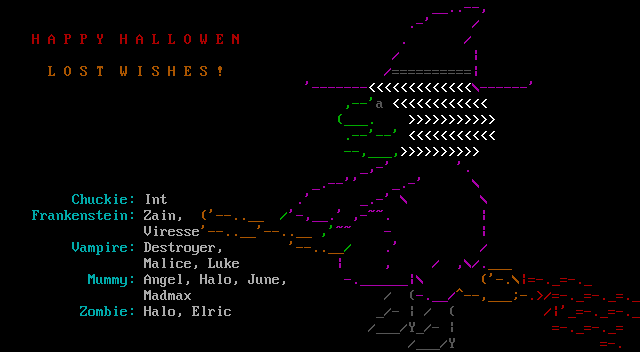 HAPPY HALLOWEN
LOST WISHES!
Chuckie: Int
Frankenstein: Zain,
Viresse
Vampire: Destroyer,
Malice, Luke
Mummy: Angel, Halo, June,
Madmax
Zombie: Halo, Elric